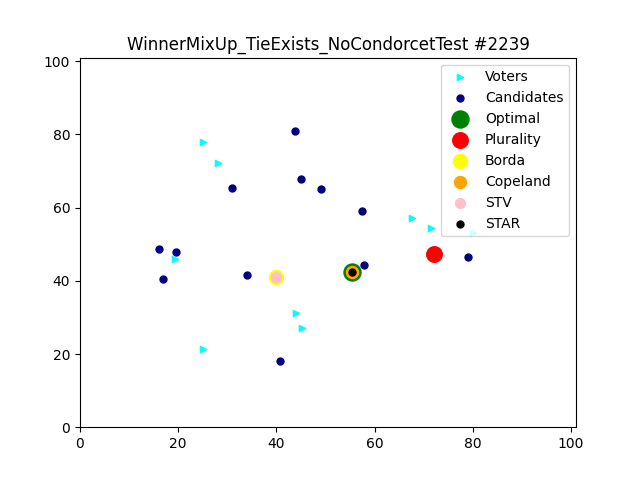 WinnerMixUp_TieExists_NoCondorcetTest #2239
100
80
60
40
20
0
0
20
40
60
80
100
Voters
Candidates
Optimal
Plurality
Borda
Copeland
STV
STAR